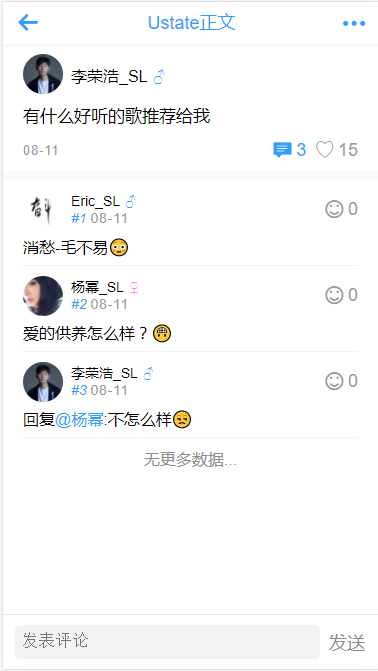 Ustate正文
李荣浩_SL ♂
有什么好听的歌推荐给我
08-11 3 15
Eric_SL ♂
#1 08-11 0
消愁-毛不易😳
杨幂_SL ♀
#2 08-11 0
爱的供养怎么样？🤓
李荣浩_SL ♂
#3 08-11 0
回复@杨幂:不怎么样😒
无更多数据...
发表评论 发送